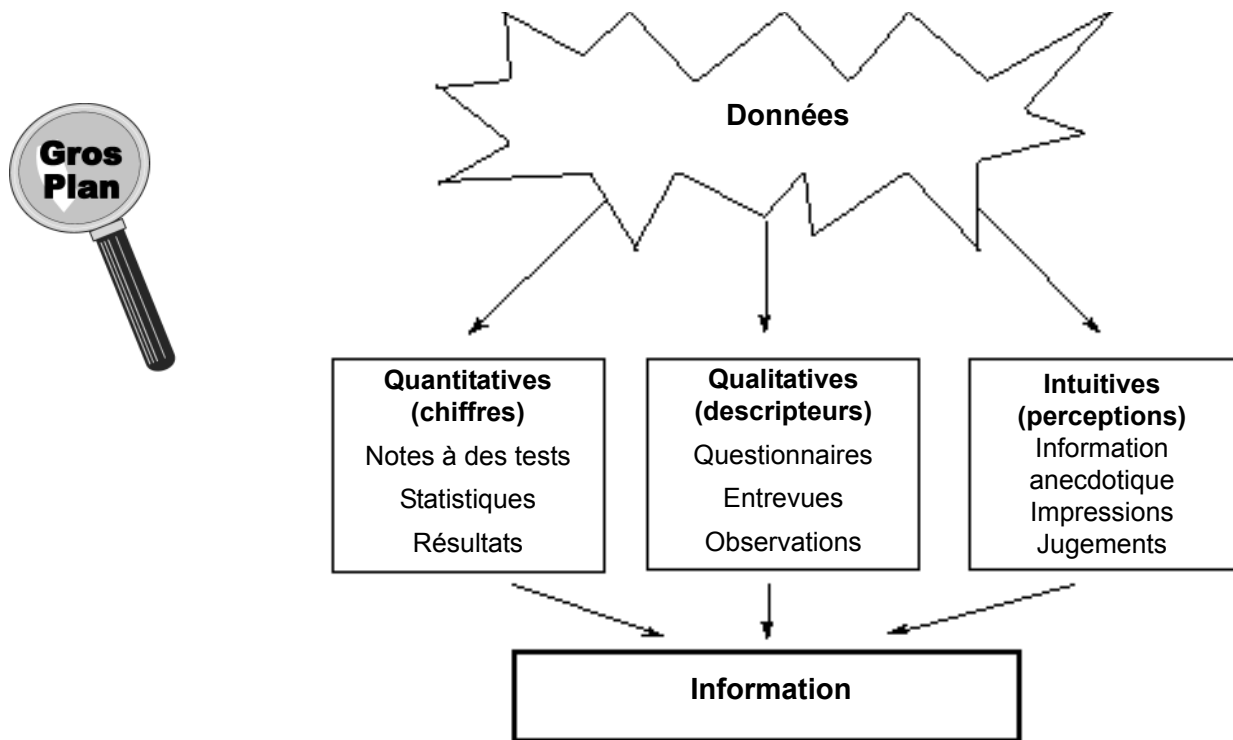 Données
Gros
Plan
Quantitatives
(chiffres)
Notes à des tests
Statistiques
Résultats
Qualitatives
(descripteurs)
Questionnaires
Entrevues
Observations
Intuitives
(perceptions)
Information
anecdotique
Impressions
Jugements
Information